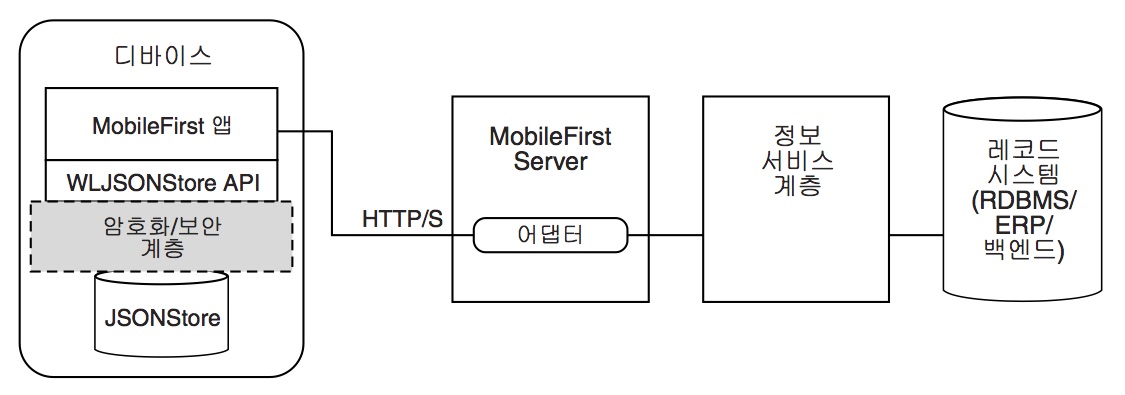 디바이스
MobileFirst 앱
WLJSONStore API
암호화/보안
계층
JSONStore
HTTP/S
MobileFirst
Server
어댑터
정보
서비스
계층
레코드
시스템
(RDBMS/
ERP/
백엔드)